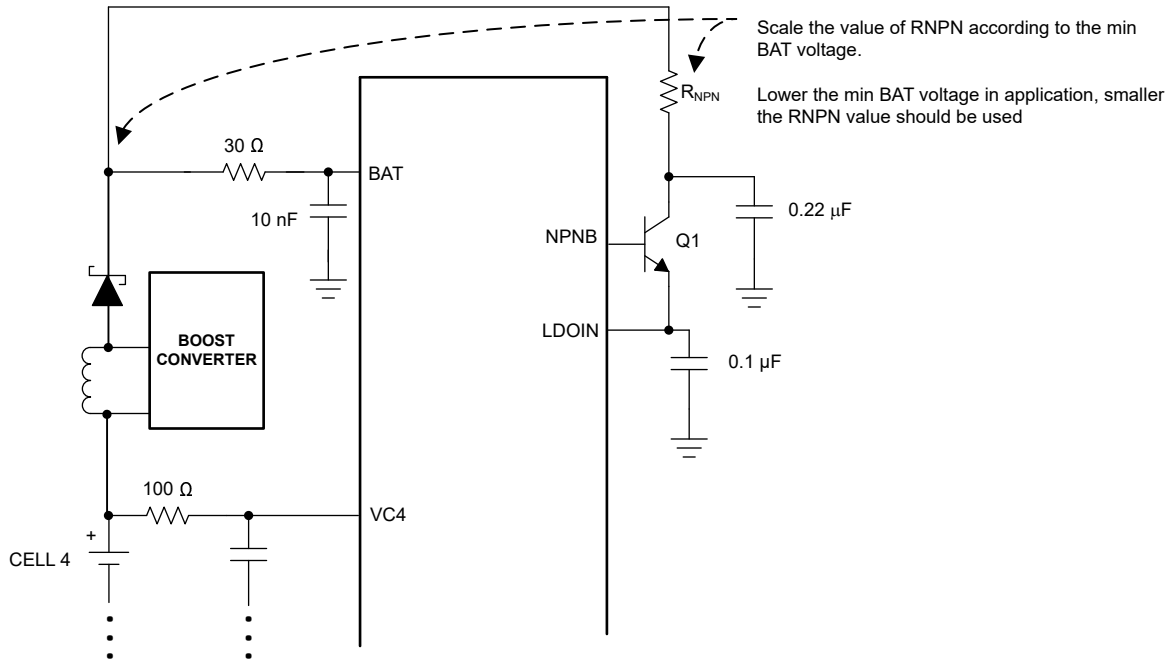 Scale the value of RNPN according to the min
BAT voltage.
Lower the min BAT voltage in application, smaller
the RNPN value should be used
RNPN
30 Ω
BAT
10 nF
0.22 μF
NPNB
Q1
BOOST
CONVERTER
LDOIN
0.1 μF
100 Ω
VC4
+
CELL 4